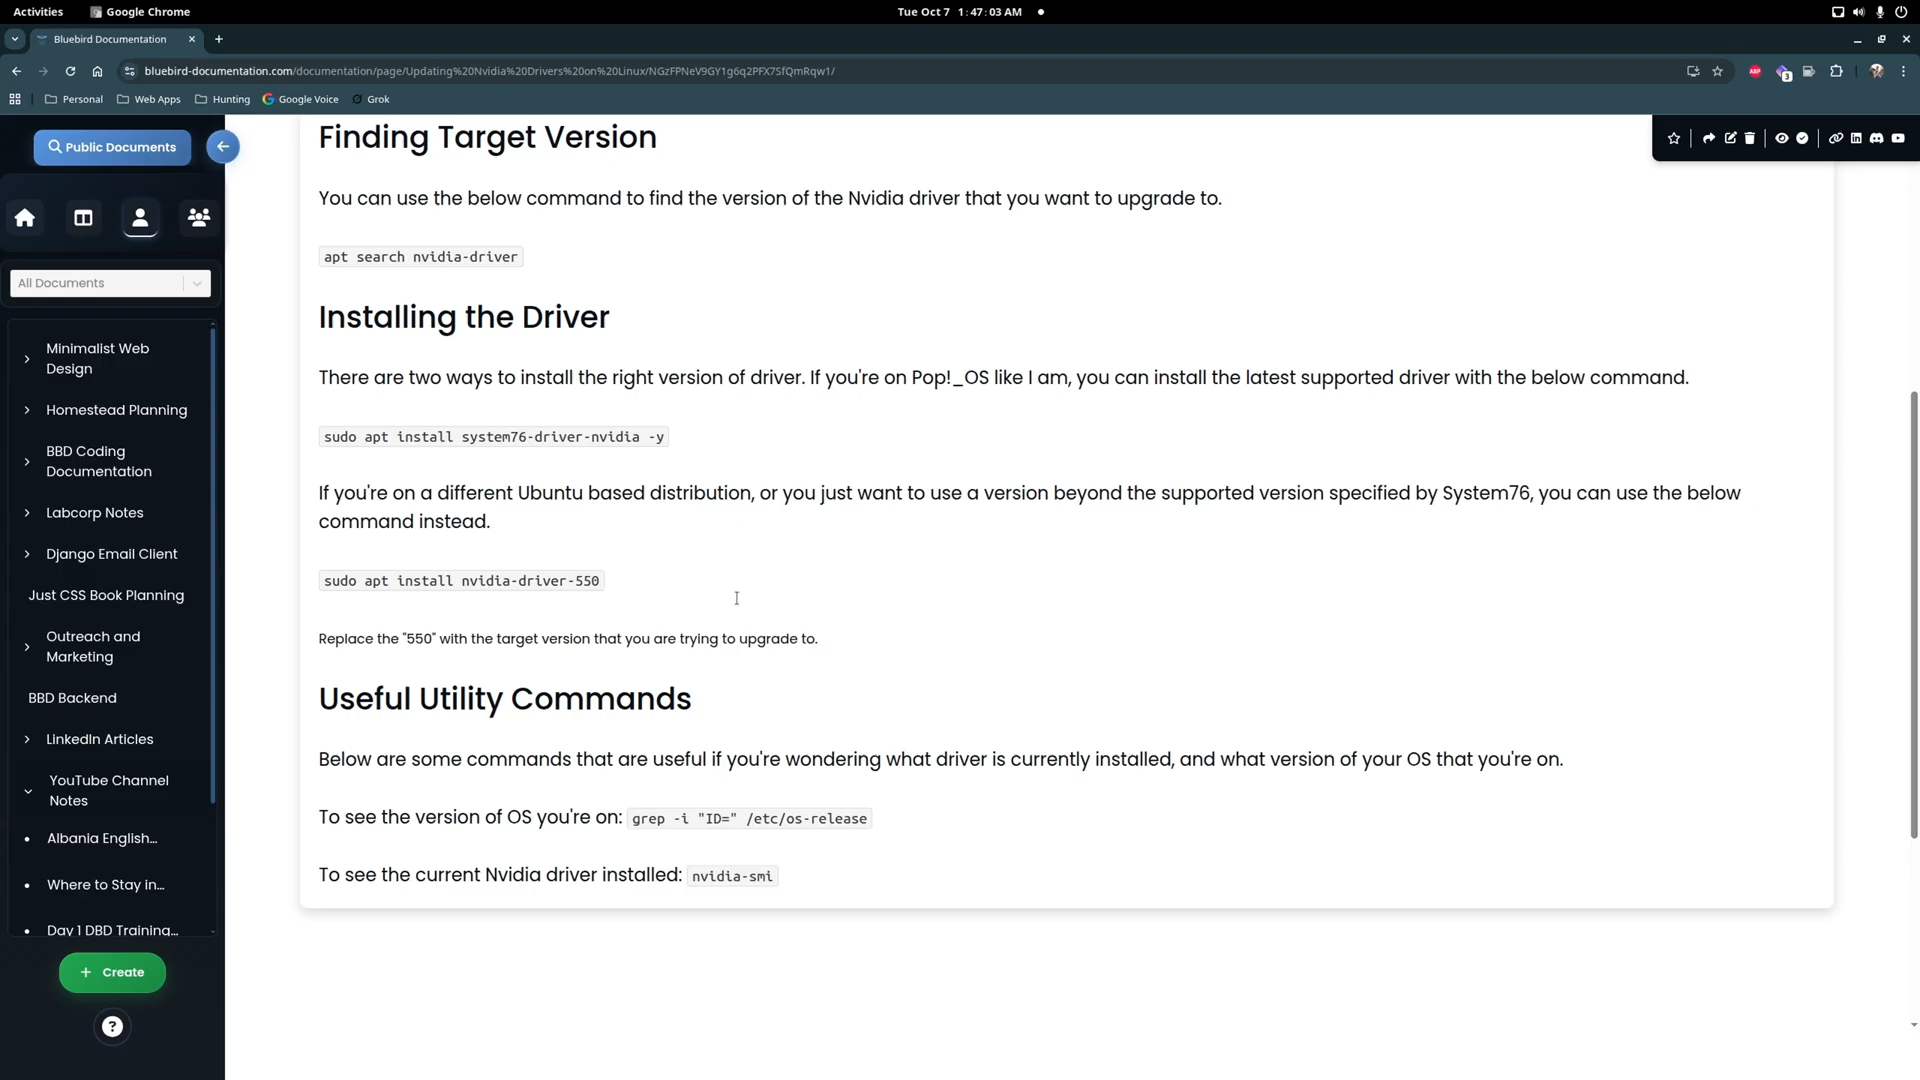 Activities
Google Chrome
Tue Oct 7 1:47:03 AM
Bluebird Documentation
bluebird-documentation.com/documentation/page/Updating%20Nvidia%20Drivers%20on%20Linux/NGzFPNeV9GY1g6q2PFX7SfQmRqw1/
ABP
3
Personal
Web Apps
Hunting
Google Voice
Grok
Public Documents
All Documents
Minimalist Web
Design
Homestead Planning
BBD Coding
Documentation
Labcorp Notes
Django Email Client
Just CSS Book Planning
Outreach and
Marketing
BBD Backend
LinkedIn Articles
YouTube Channel
Notes
Albania English...
Where to Stay in...
Day 1 DBD Training...
+ Create
?
Finding Target Version
You can use the below command to find the version of the Nvidia driver that you want to upgrade to.
apt search nvidia-driver
Installing the Driver
There are two ways to install the right version of driver. If you're on Pop!_OS like I am, you can install the latest supported driver with the below command.
sudo apt install system76-driver-nvidia -y
If you're on a different Ubuntu based distribution, or you just want to use a version beyond the supported version specified by System76, you can use the below
command instead.
sudo apt install nvidia-driver-550
Replace the "550" with the target version that you are trying to upgrade to.
Useful Utility Commands
Below are some commands that are useful if you're wondering what driver is currently installed, and what version of your OS that you're on.
To see the version of OS you're on: grep -i "ID=" /etc/os-release
To see the current Nvidia driver installed: nvidia-smi